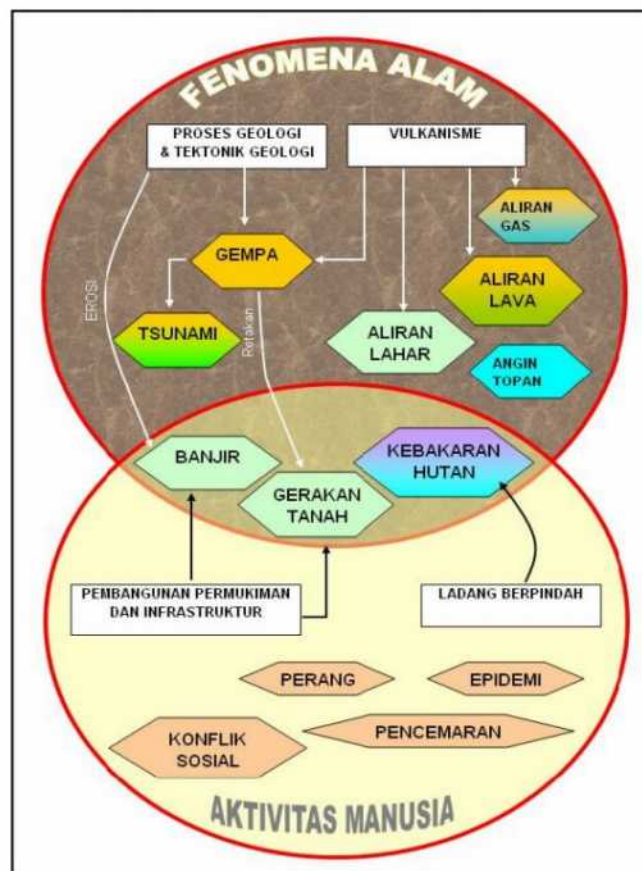 FENOMENA ALAM
PROSES GEOLOGI
& TEKTONIK GEOLOGI
VULKANISME
ALIRAN
GAS
GEMPA
ALIRAN
LAVA
EROSI
TSUNAMI
Retakan
ALIRAN
LAHAR
ANGIN
TOPAN
BANJIR
KEBAKARAN
HUTAN
GERAKAN
TANAH
PEMBANGUNAN PERMUKIMAN
DAN INFRASTRUKTUR
LADANG BERPINDAH
PERANG
EPIDEMI
KONFLIK
SOSIAL
PENCEMARAN
AKTIVITAS MANUSIA